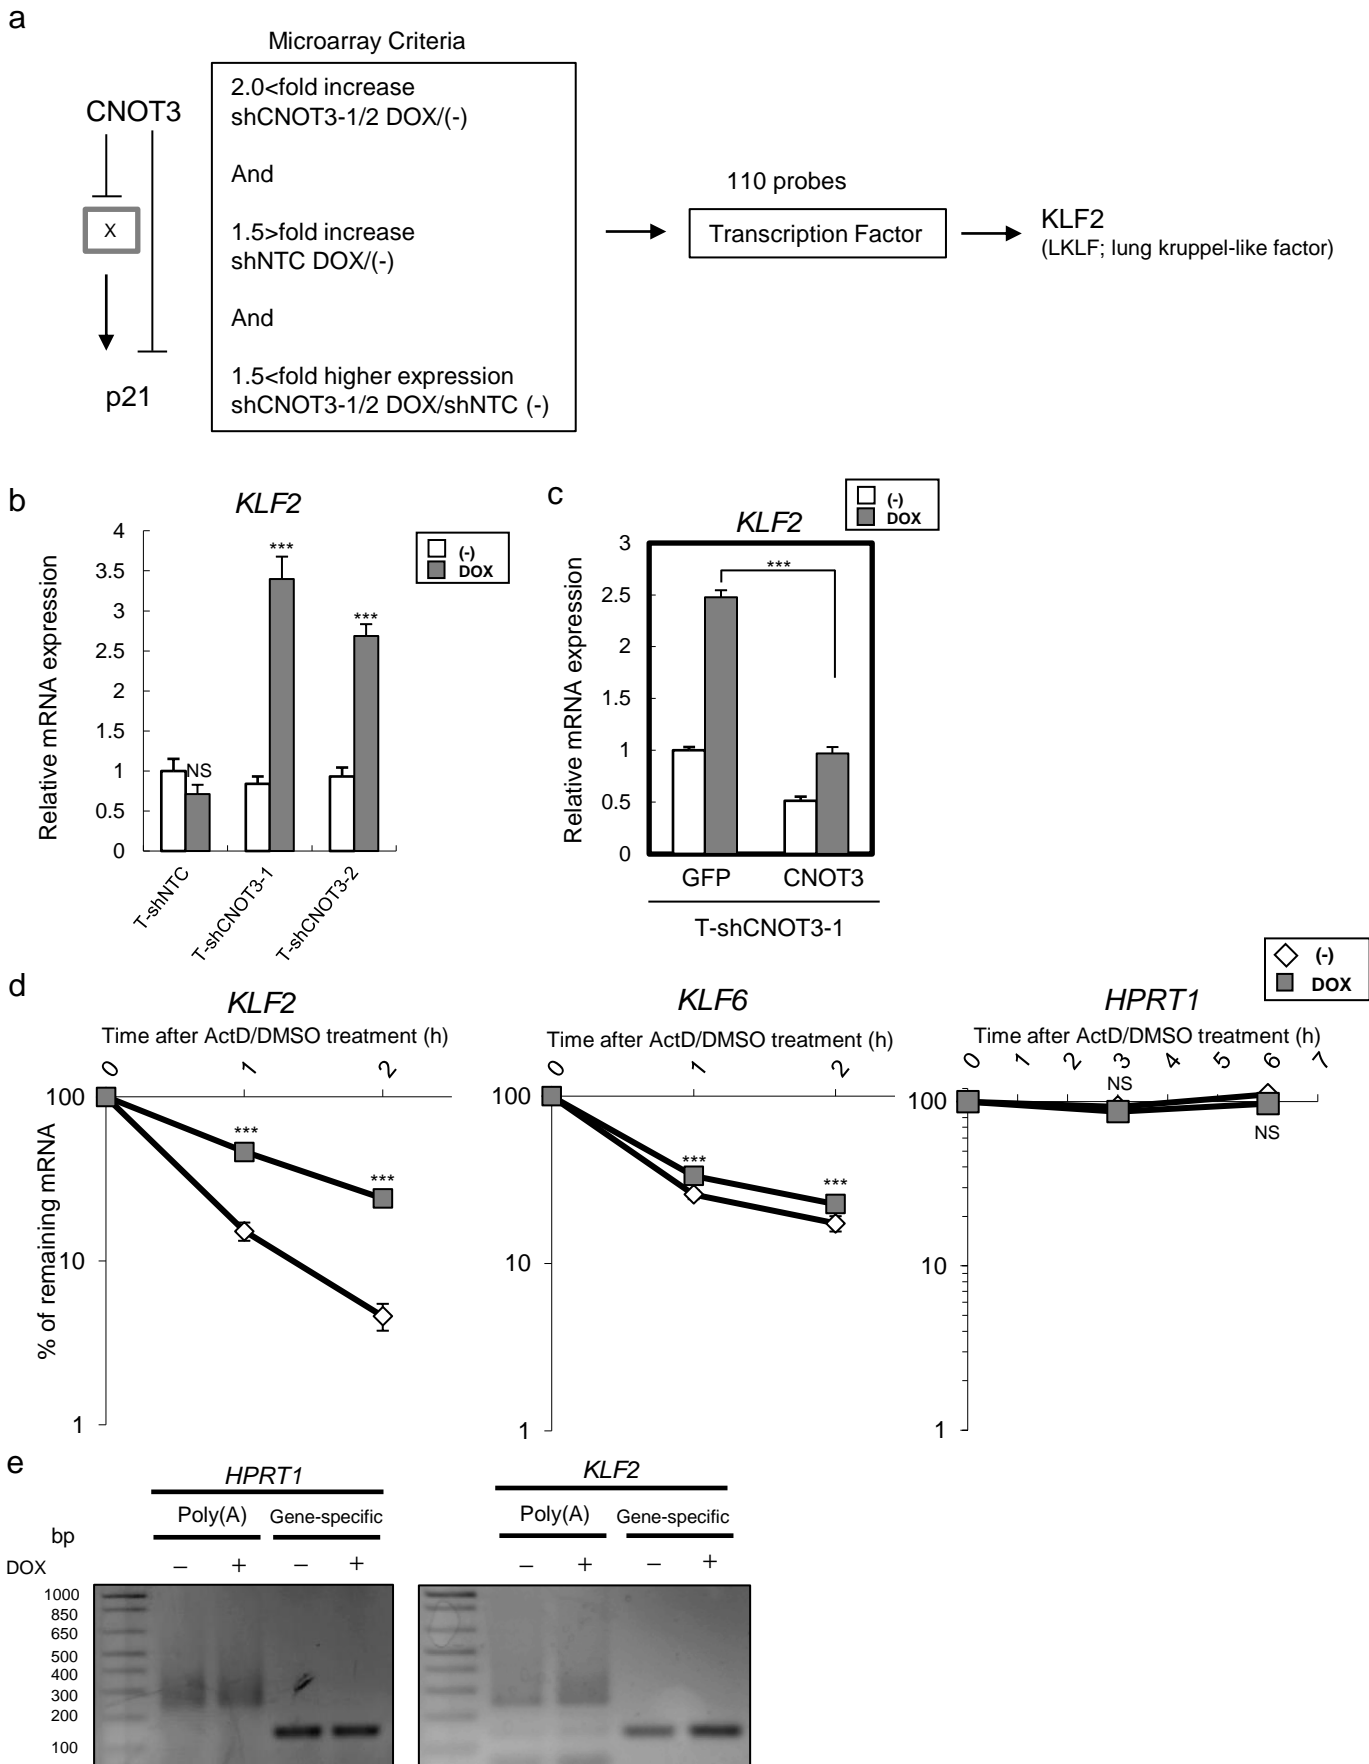 a
Microarray Criteria
CNOT3
X
p21
2.0<fold increase
shCNOT3-1/2 DOX/(-)
And
1.5>fold increase
shNTC DOX/(-)
And
1.5<fold higher expression
shCNOT3-1/2 DOX/shNTC (-)
110 probes
Transcription Factor
KLF2
(LKLF; lung kruppel-like factor)
b
KLF2
(-)
DOX
Relative mRNA expression
4
3.5
3
2.5
2
1.5
1
0.5
0
NS
***
***
T-shNTC
T-shCNOT3-1
T-shCNOT3-2
c
KLF2
(-)
DOX
Relative mRNA expression
3
2.5
2
1.5
1
0.5
0
***
GFP CNOT3
T-shCNOT3-1
(-)
DOX
d
KLF2
Time after ActD/DMSO treatment (h)
0 1 2
% of remaining mRNA
100
10
1
***
***
KLF6
Time after ActD/DMSO treatment (h)
0 1 2
100
10
1
***
***
HPRT1
Time after ActD/DMSO treatment (h)
0 1 2 3 4 5 6 7
100
10
1
NS
NS
e
HPRT1
Poly(A) Gene-specific
bp
DOX − + − +
1000
850
650
500
400
300
200
100
KLF2
Poly(A) Gene-specific
− + − +